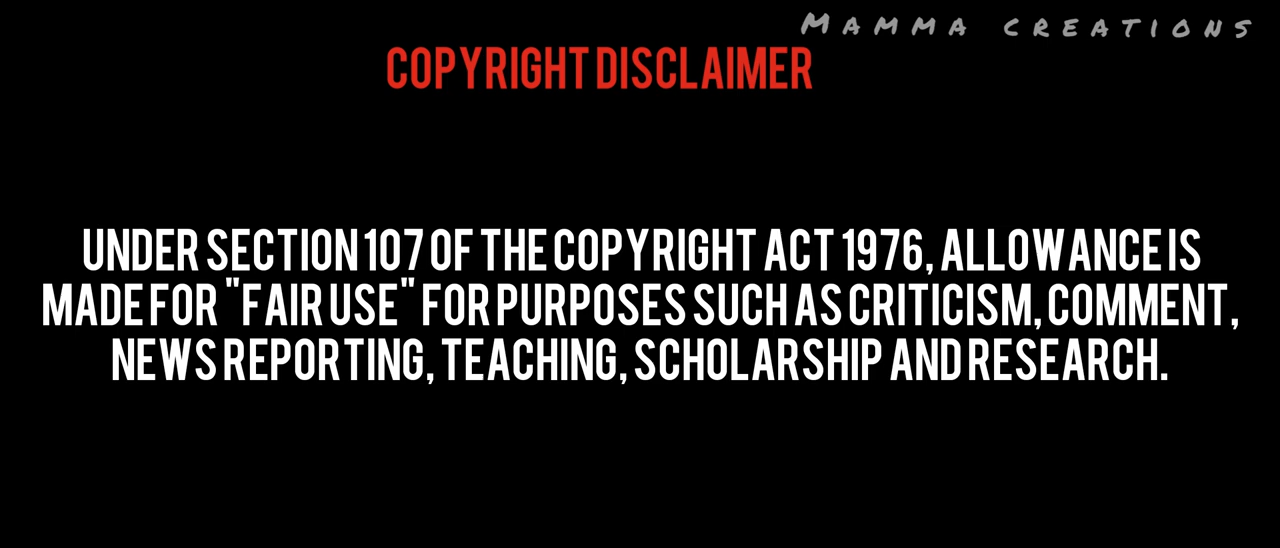 MAMMA CREATIONS
COPYRIGHT DISCLAIMER
UNDER SECTION 107 OF THE COPYRIGHT ACT 1976, ALLOWANCE IS
MADE FOR "FAIR USE" FOR PURPOSES SUCH AS CRITICISM, COMMENT,
NEWS REPORTING, TEACHING, SCHOLARSHIP AND RESEARCH.